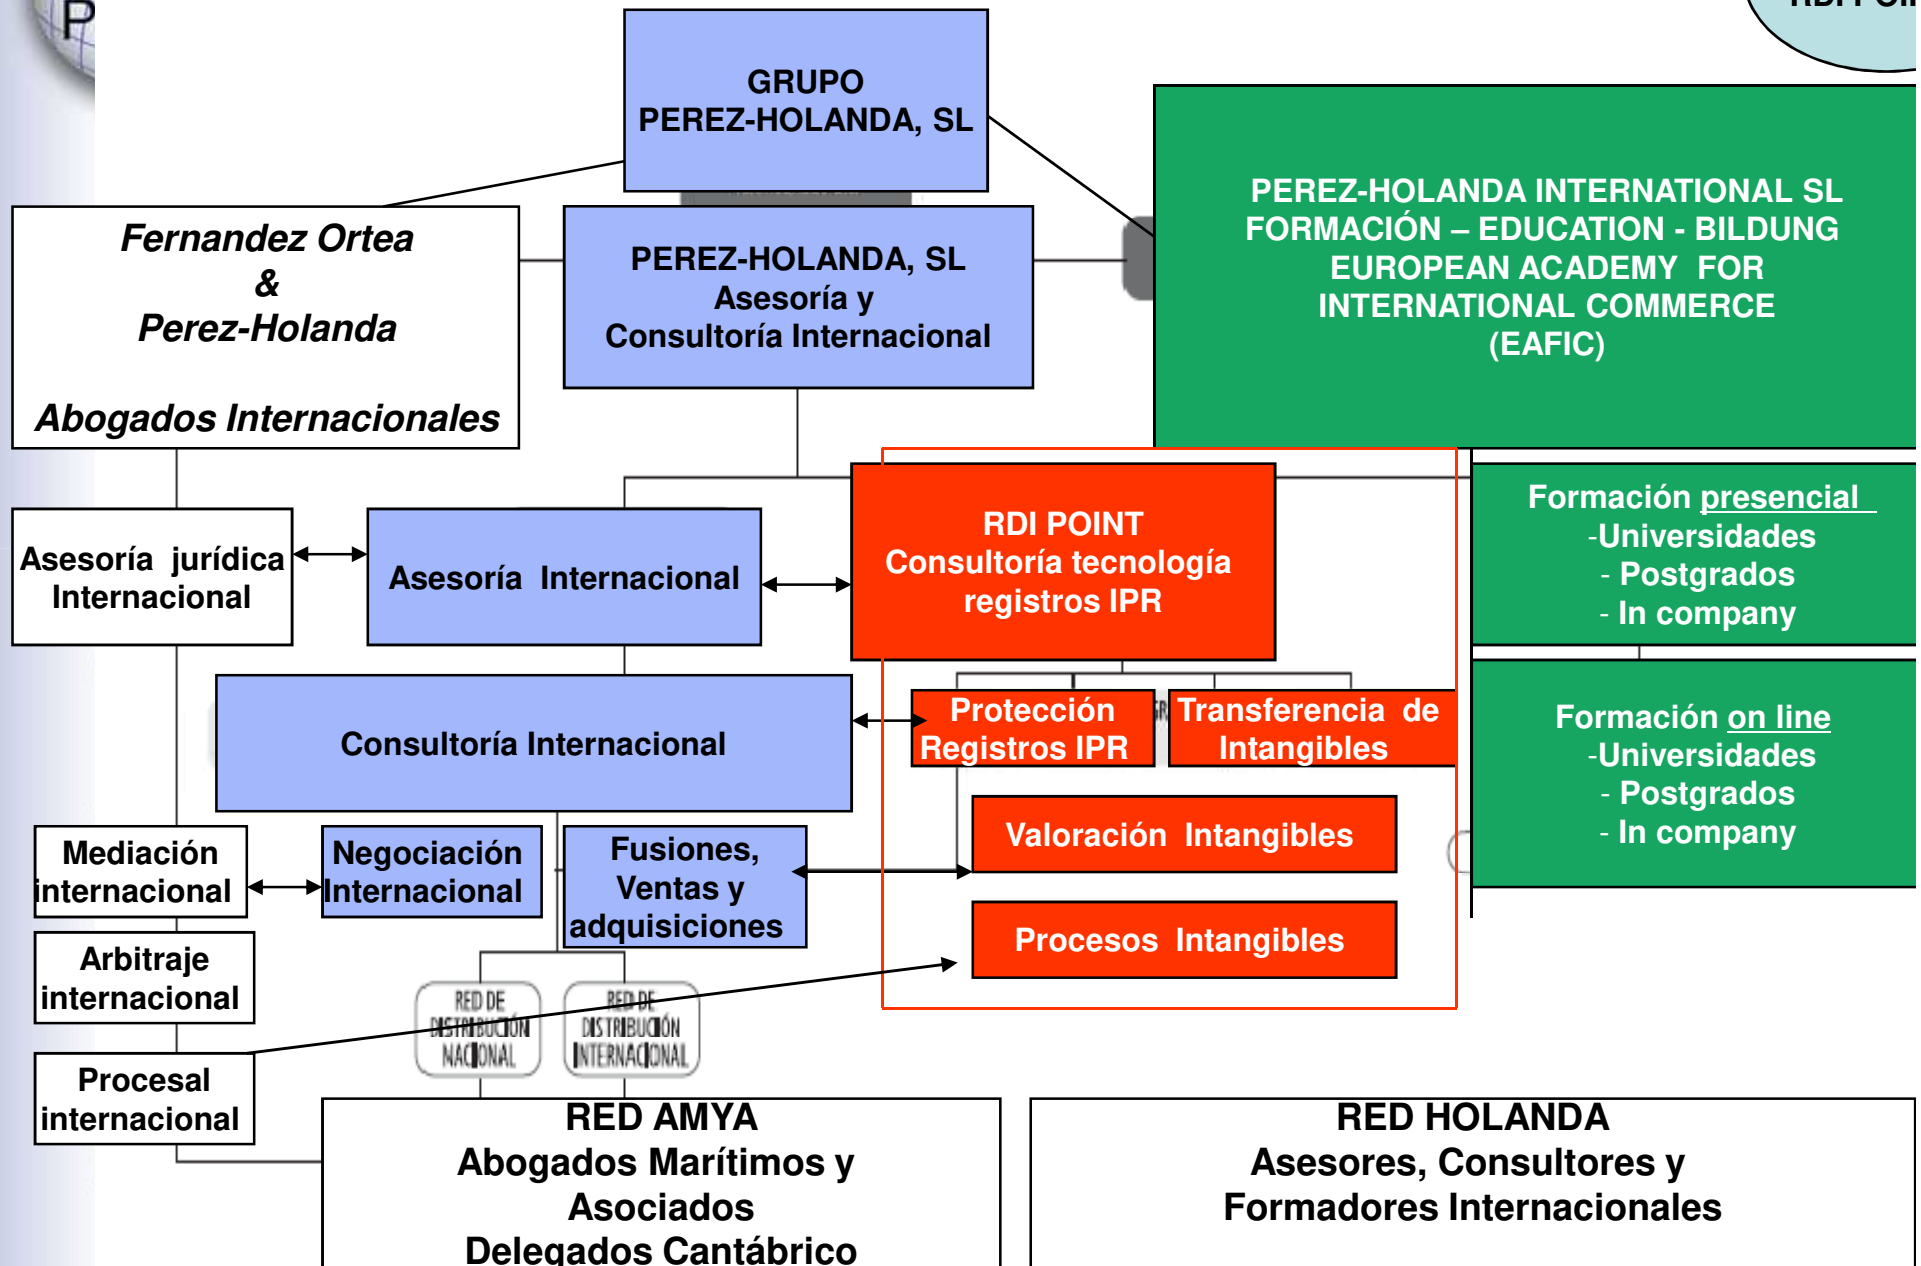 P
RDI POI
GRUPO
PEREZ-HOLANDA, SL
Fernandez Ortea
&
Perez-Holanda
Abogados Internacionales
PEREZ-HOLANDA, SL
Asesoría y
Consultoría Internacional
PEREZ-HOLANDA INTERNATIONAL SL
FORMACIÓN – EDUCATION - BILDUNG
EUROPEAN ACADEMY FOR
INTERNATIONAL COMMERCE
(EAFIC)
Asesoría jurídica
Internacional
Asesoría Internacional
RDI POINT
Consultoría tecnología
registros IPR
Formación presencial
-Universidades
- Postgrados
- In company
Consultoría Internacional
Protección
Registros IPR
Transferencia de
Intangibles
Formación on line
-Universidades
- Postgrados
- In company
Valoración Intangibles
Mediación
internacional
Negociación
Internacional
Fusiones,
Ventas y
adquisiciones
Procesos Intangibles
Arbitraje
internacional
RED DE
DISTRIBUCIÓN
NACIONAL
RED DE
DISTRIBUCIÓN
INTERNACIONAL
Procesal
internacional
RED AMYA
Abogados Marítimos y
Asociados
Delegados Cantábrico
RED HOLANDA
Asesores, Consultores y
Formadores Internacionales